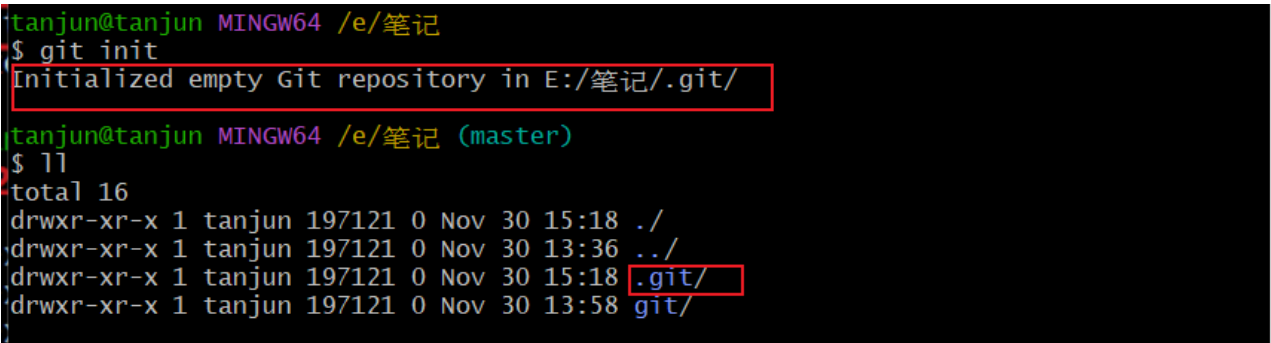 tanjun@tanjun MINGW64 /e/笔记
$ git init
Initialized empty Git repository in E:/笔记/.git/
tanjun@tanjun MINGW64 /e/笔记 (master)
$ ll
total 16
drwxr-xr-x 1 tanjun 197121 0 Nov 30 15:18 ./
drwxr-xr-x 1 tanjun 197121 0 Nov 30 13:36 ../
drwxr-xr-x 1 tanjun 197121 0 Nov 30 15:18 .git/
drwxr-xr-x 1 tanjun 197121 0 Nov 30 13:58 git/